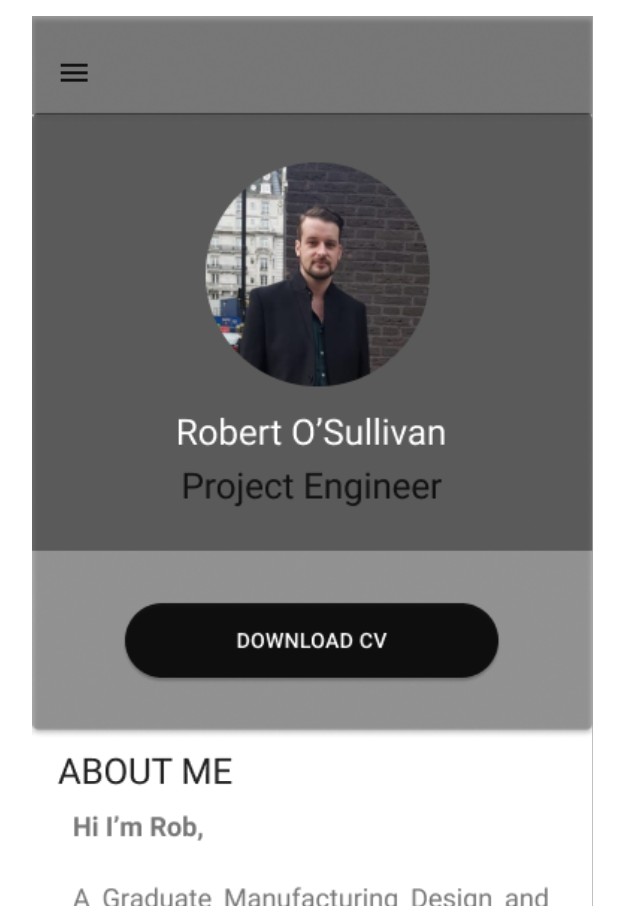 Robert O’Sullivan
Project Engineer
DOWNLOAD CV
ABOUT ME
Hi I’m Rob,
A Graduate Manufacturing Design and